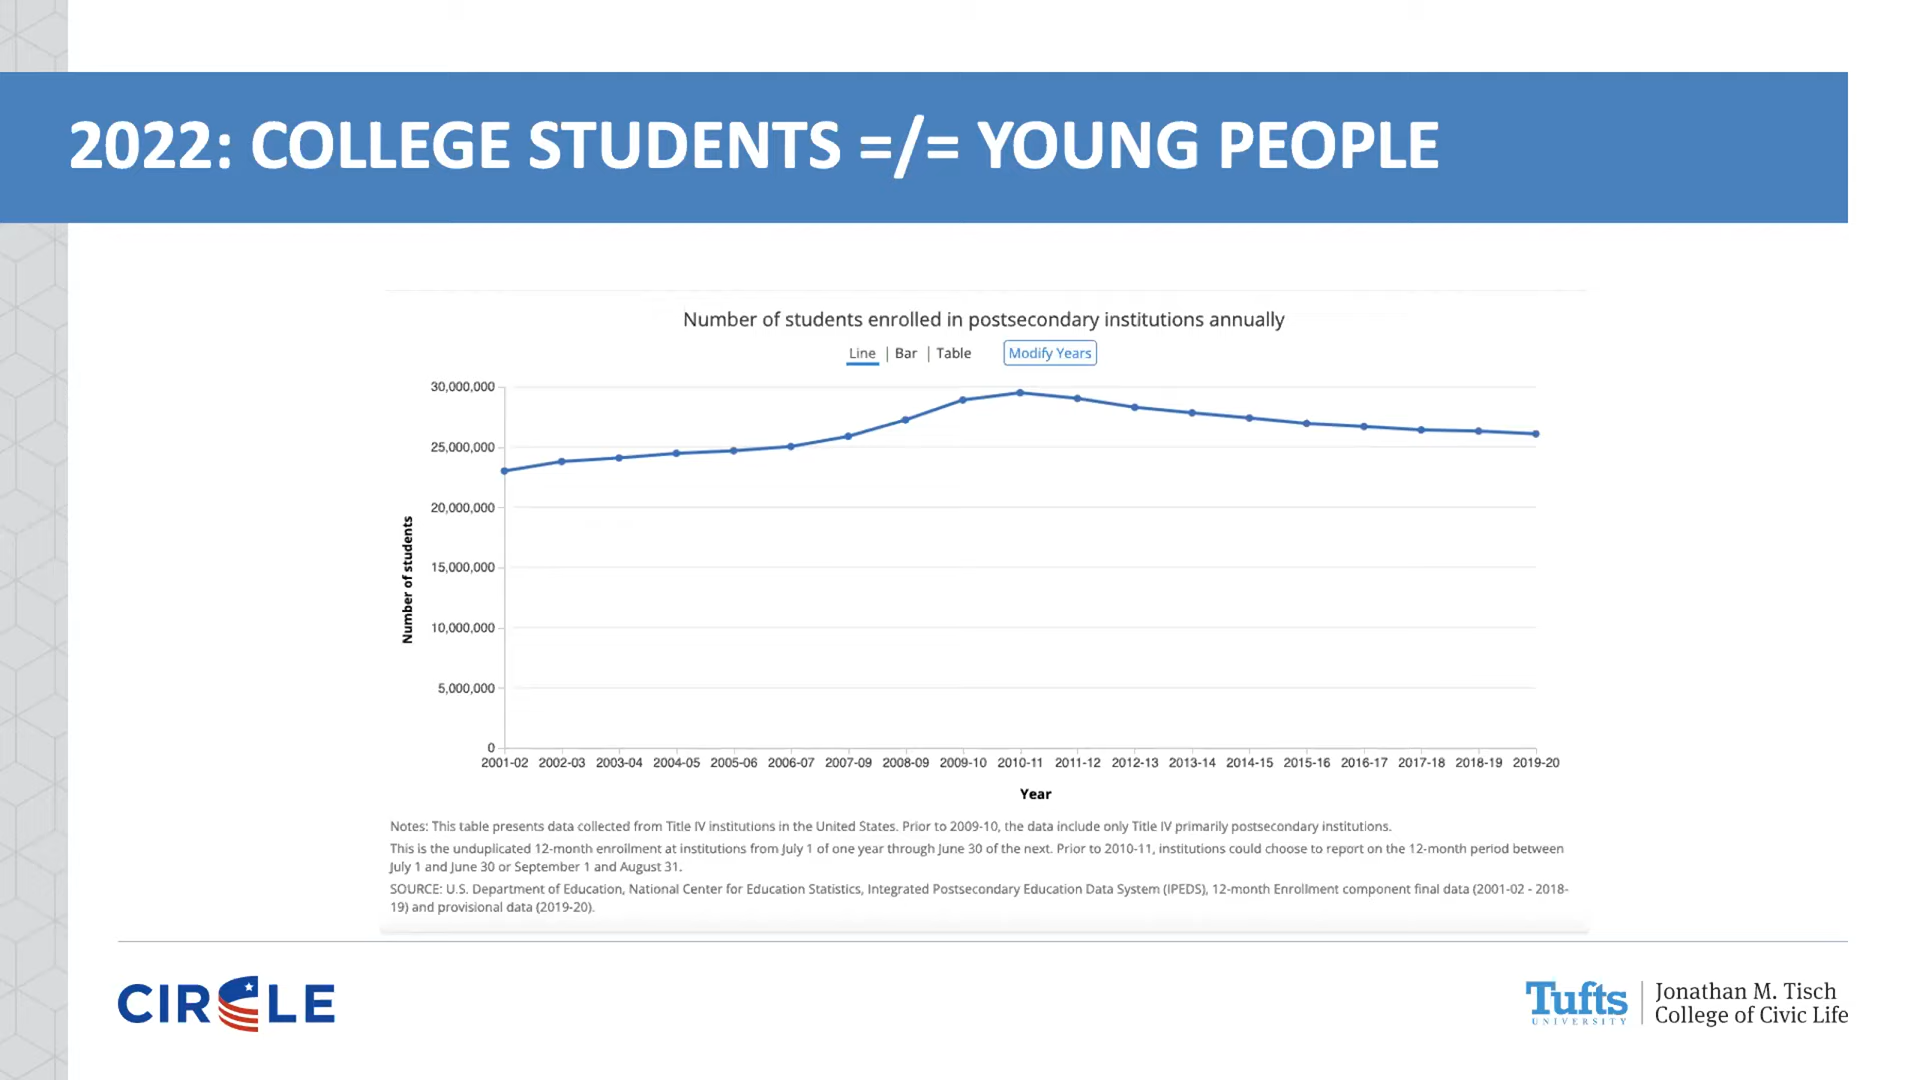 2022: COLLEGE STUDENTS =/= YOUNG PEOPLE
Number of students enrolled in postsecondary institutions annually
Line | Bar | Table Modify Years
30,000,000
25,000,000
20,000,000
15,000,000
10,000,000
5,000,000
0
Number of students
2001-02 2002-03 2003-04 2004-05 2005-06 2006-07 2007-09 2008-09 2009-10 2010-11 2011-12 2012-13 2013-14 2014-15 2015-16 2016-17 2017-18 2018-19 2019-20
Year
Notes: This table presents data collected from Title IV institutions in the United States. Prior to 2009-10, the data include only Title IV primarily postsecondary institutions.
This is the unduplicated 12-month enrollment at institutions from July 1 of one year through June 30 of the next. Prior to 2010-11, institutions could choose to report on the 12-month period between
July 1 and June 30 or September 1 and August 31.
SOURCE: U.S. Department of Education, National Center for Education Statistics, Integrated Postsecondary Education Data System (IPEDS), 12-month Enrollment component final data (2001-02 - 2018-
19) and provisional data (2019-20).
CIRCLE
Tufts
UNIVERSITY
Jonathan M. Tisch
College of Civic Life